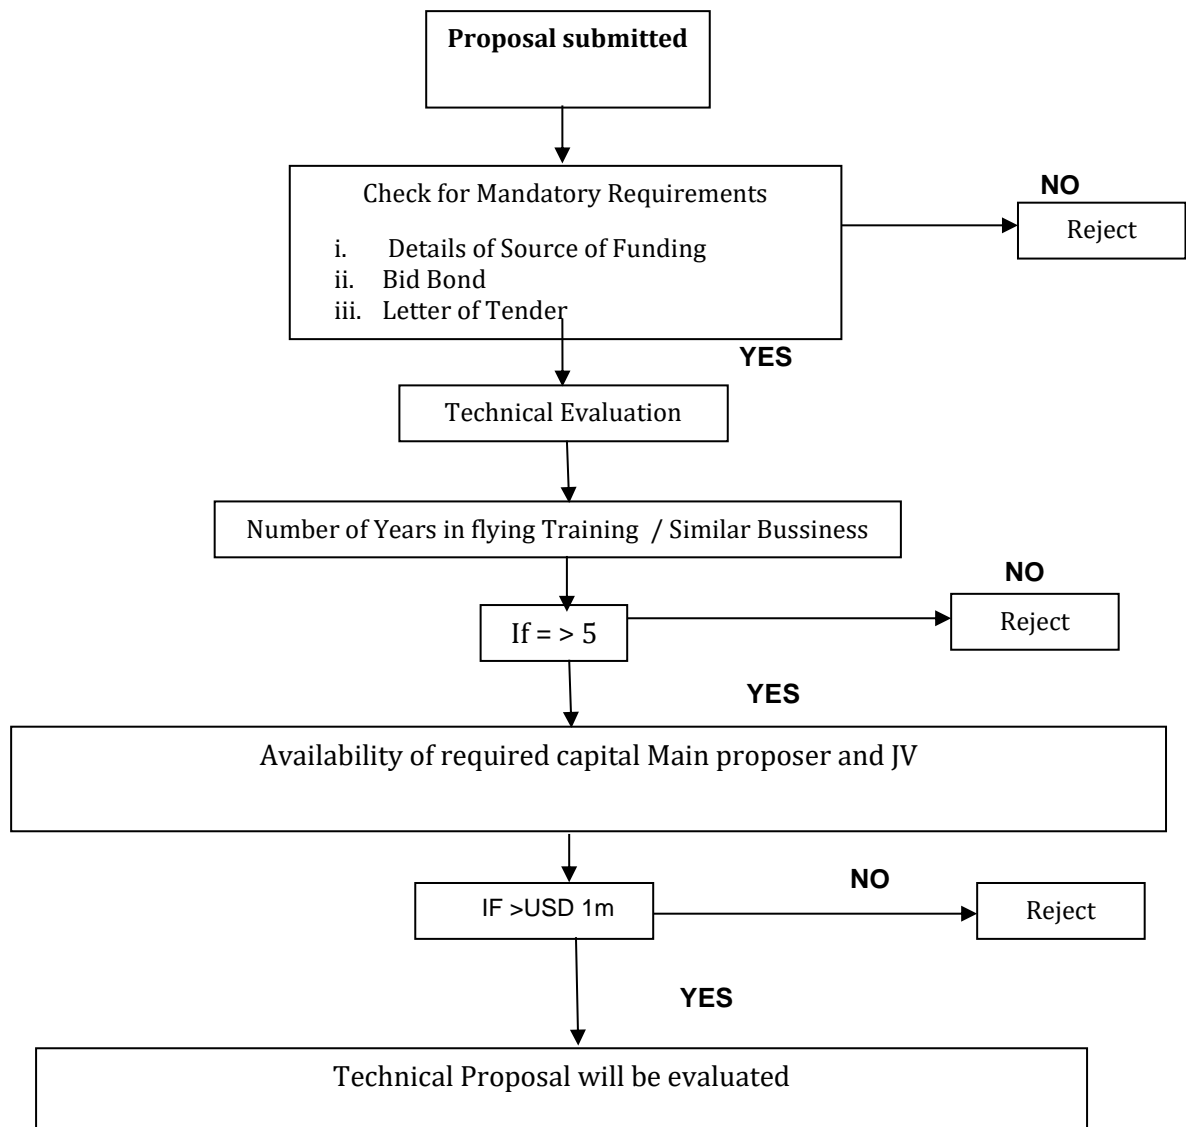 Proposal submitted
Check for Mandatory Requirements
NO
Reject
i. Details of Source of Funding
ii. Bid Bond
iii. Letter of Tender
YES
Technical Evaluation
Number of Years in flying Training / Similar Bussiness
NO
If = > 5
Reject
YES
Availability of required capital Main proposer and JV
NO
IF >USD 1m
Reject
YES
Technical Proposal will be evaluated